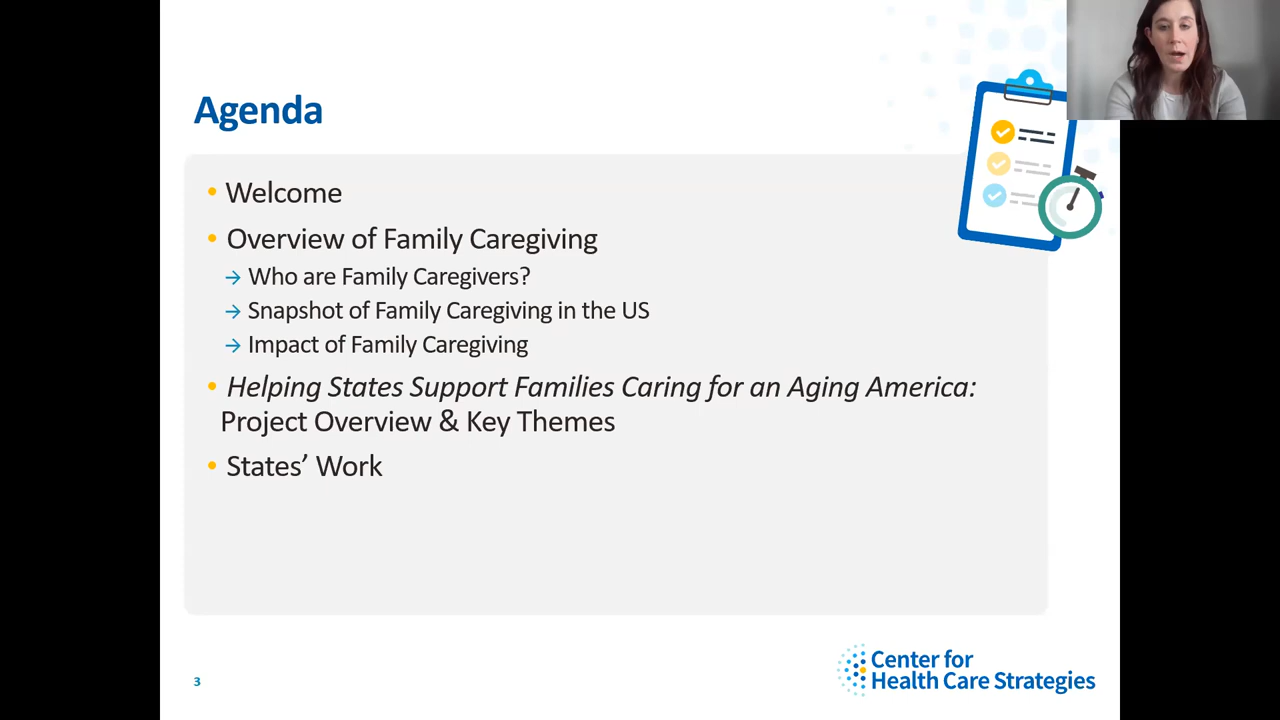 Agenda
• Welcome
• Overview of Family Caregiving
→ Who are Family Caregivers?
→ Snapshot of Family Caregiving in the US
→ Impact of Family Caregiving
• Helping States Support Families Caring for an Aging America:
Project Overview & Key Themes
• States’ Work
3
Center for
Health Care Strategies